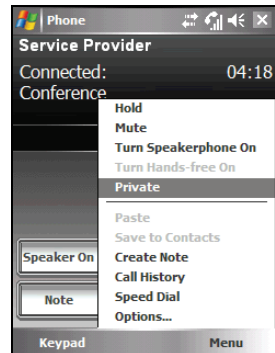 Phone
Service Provider
Connected: 04:18
Conference
Hold
Mute
Turn Speakerphone On
Turn Hands-free On
Private
Paste
Save to Contacts
Create Note
Call History
Speed Dial
Options...
Speaker On
Note
Keypad Menu